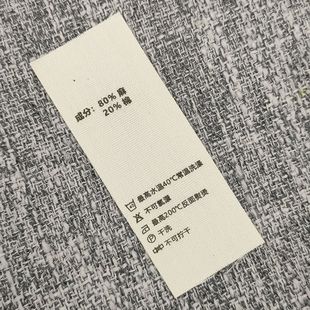 成分：80% 麻
20% 棉
最高水温40℃常温洗涤
不可氯漂
最高200℃反面熨烫
干洗
不可拧干